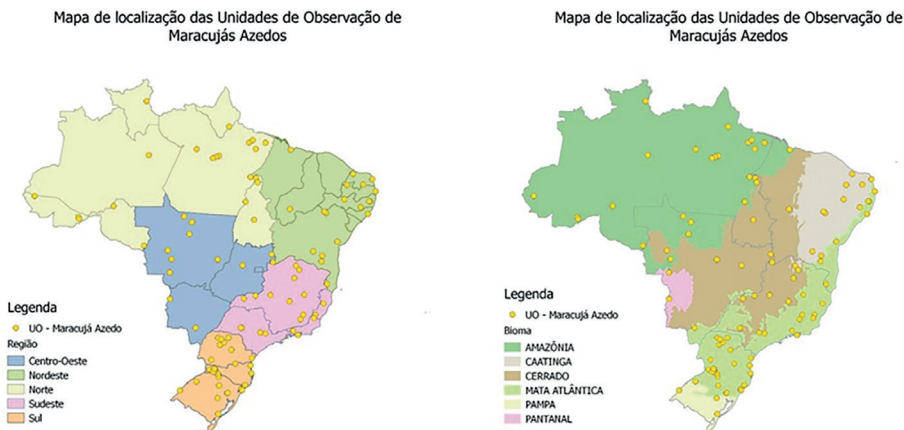 Mapa de localização das Unidades de Observação de
Maracujás Azedos
Legenda
UO - Maracujá Azedo
Região
Centro-Oeste
Nordeste
Norte
Sudeste
Sul
Mapa de localização das Unidades de Observação de
Maracujás Azedos
Legenda
UO - Maracujá Azedo
Bioma
AMAZÔNIA
CAATINGA
CERRADO
MATA ATLÂNTICA
PAMPA
PANTANAL